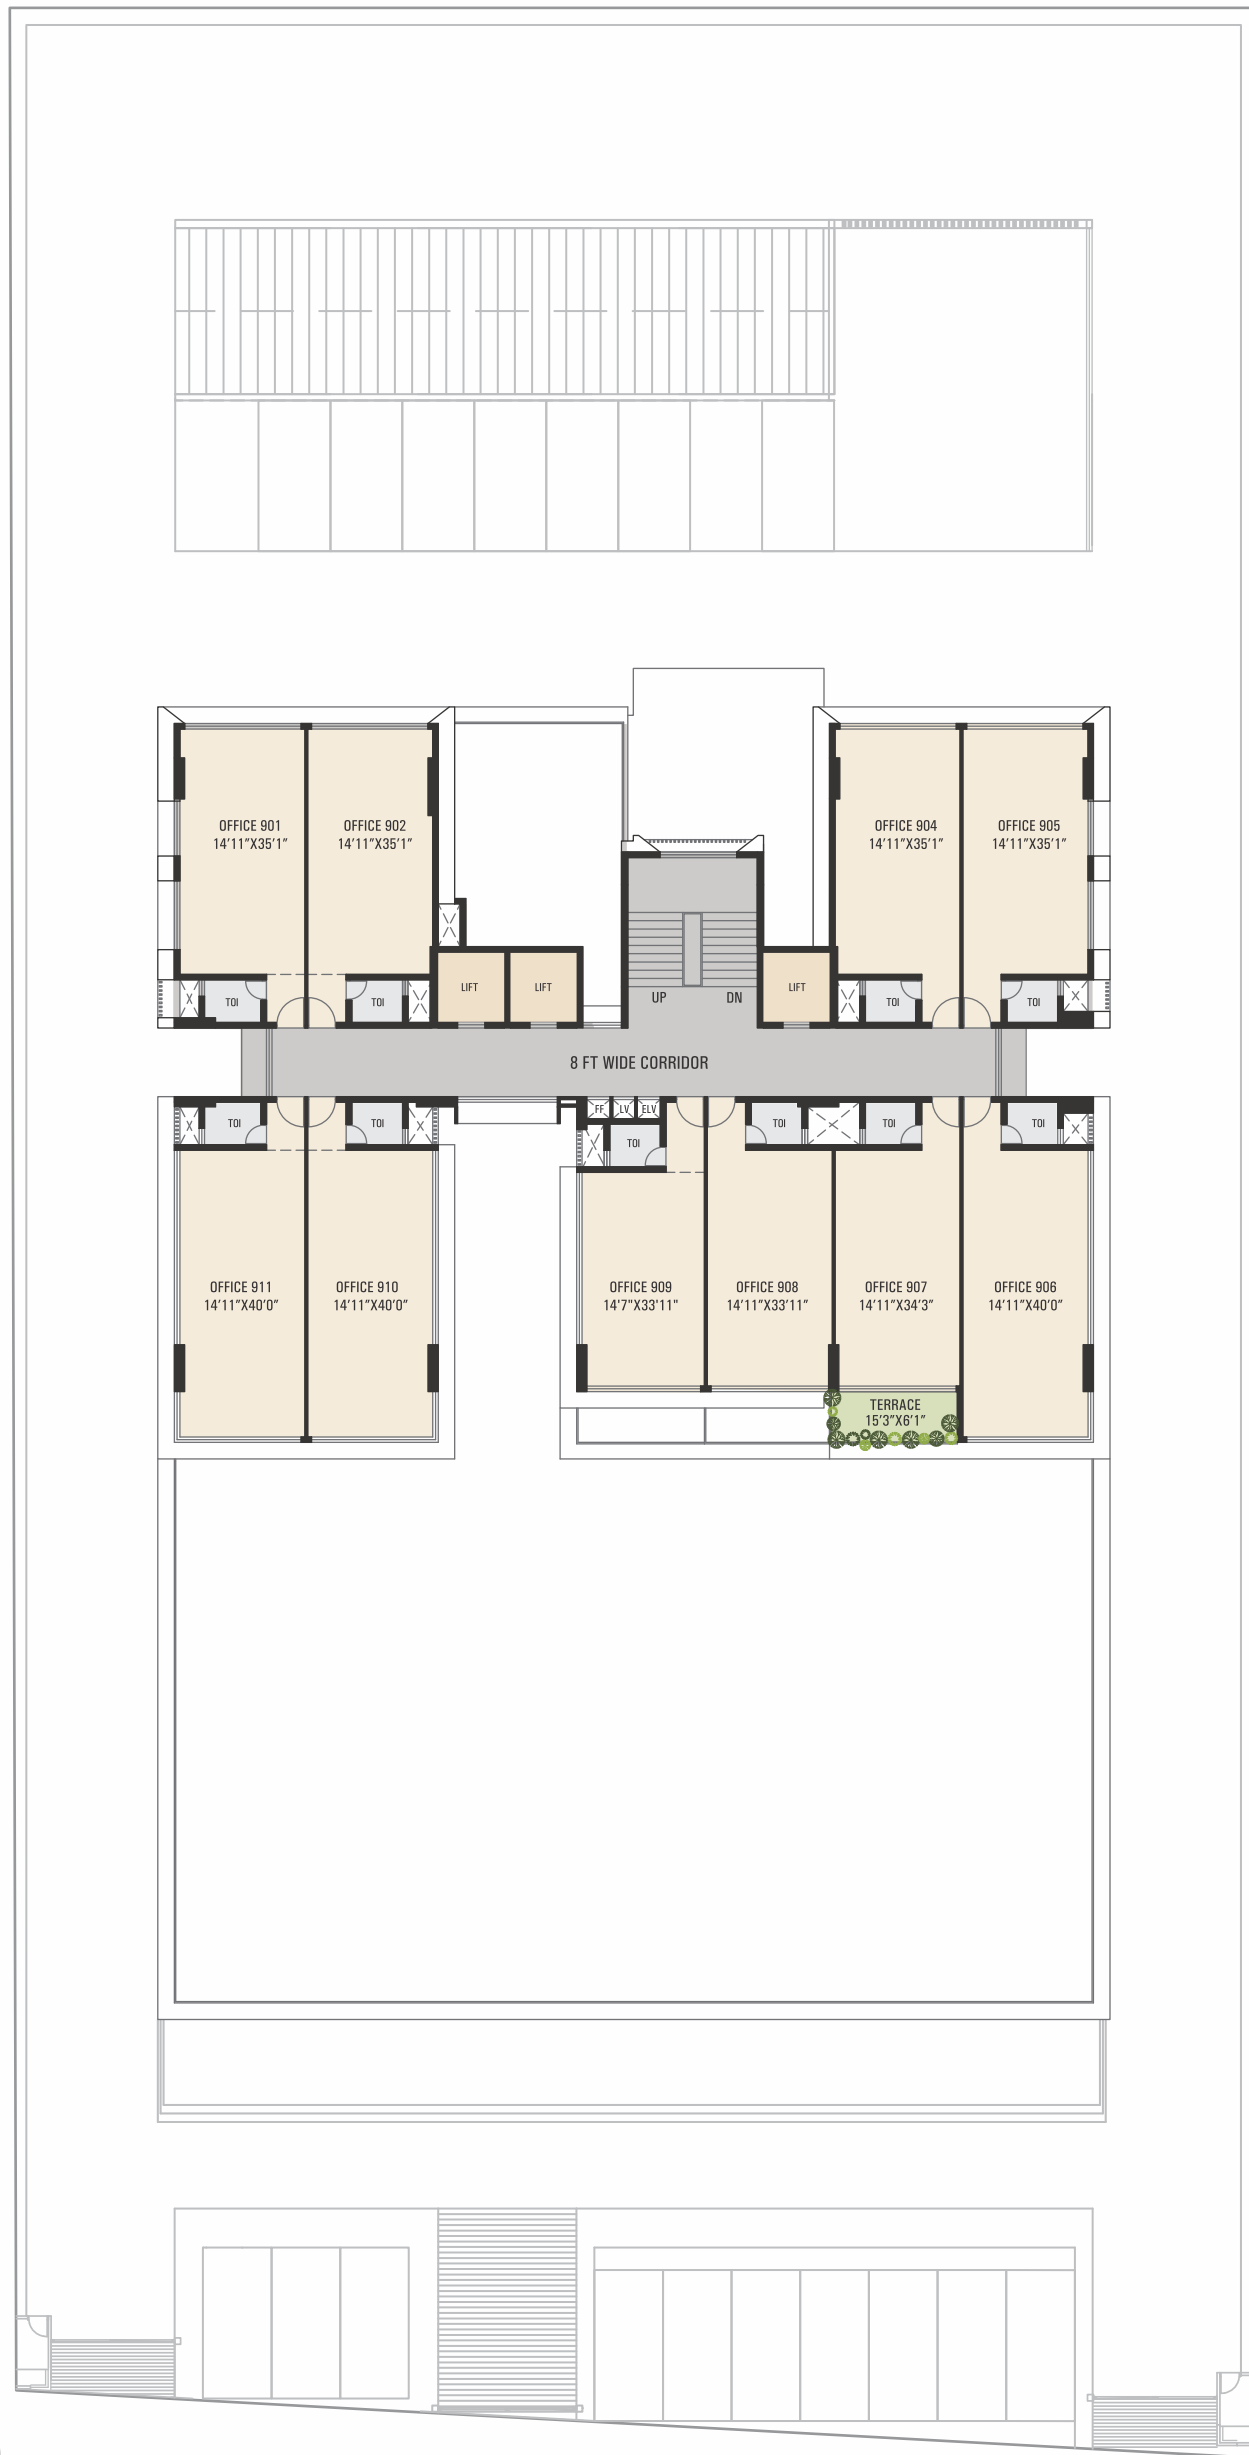 OFFICE 901
14'11"X35'1"
OFFICE 902
14'11"X35'1"
OFFICE 904
14'11"X35'1"
OFFICE 905
14'11"X35'1"
LIFT
LIFT
LIFT
UP
DN
TOI
TOI
TOI
TOI
8 FT WIDE CORRIDOR
FF
LV
ELV
TOI
TOI
TOI
TOI
TOI
TOI
OFFICE 911
14'11"X40'0"
OFFICE 910
14'11"X40'0"
OFFICE 909
14'7"X33'11"
OFFICE 908
14'11"X33'11"
OFFICE 907
14'11"X34'3"
OFFICE 906
14'11"X40'0"
TERRACE
15'3"X6'1"